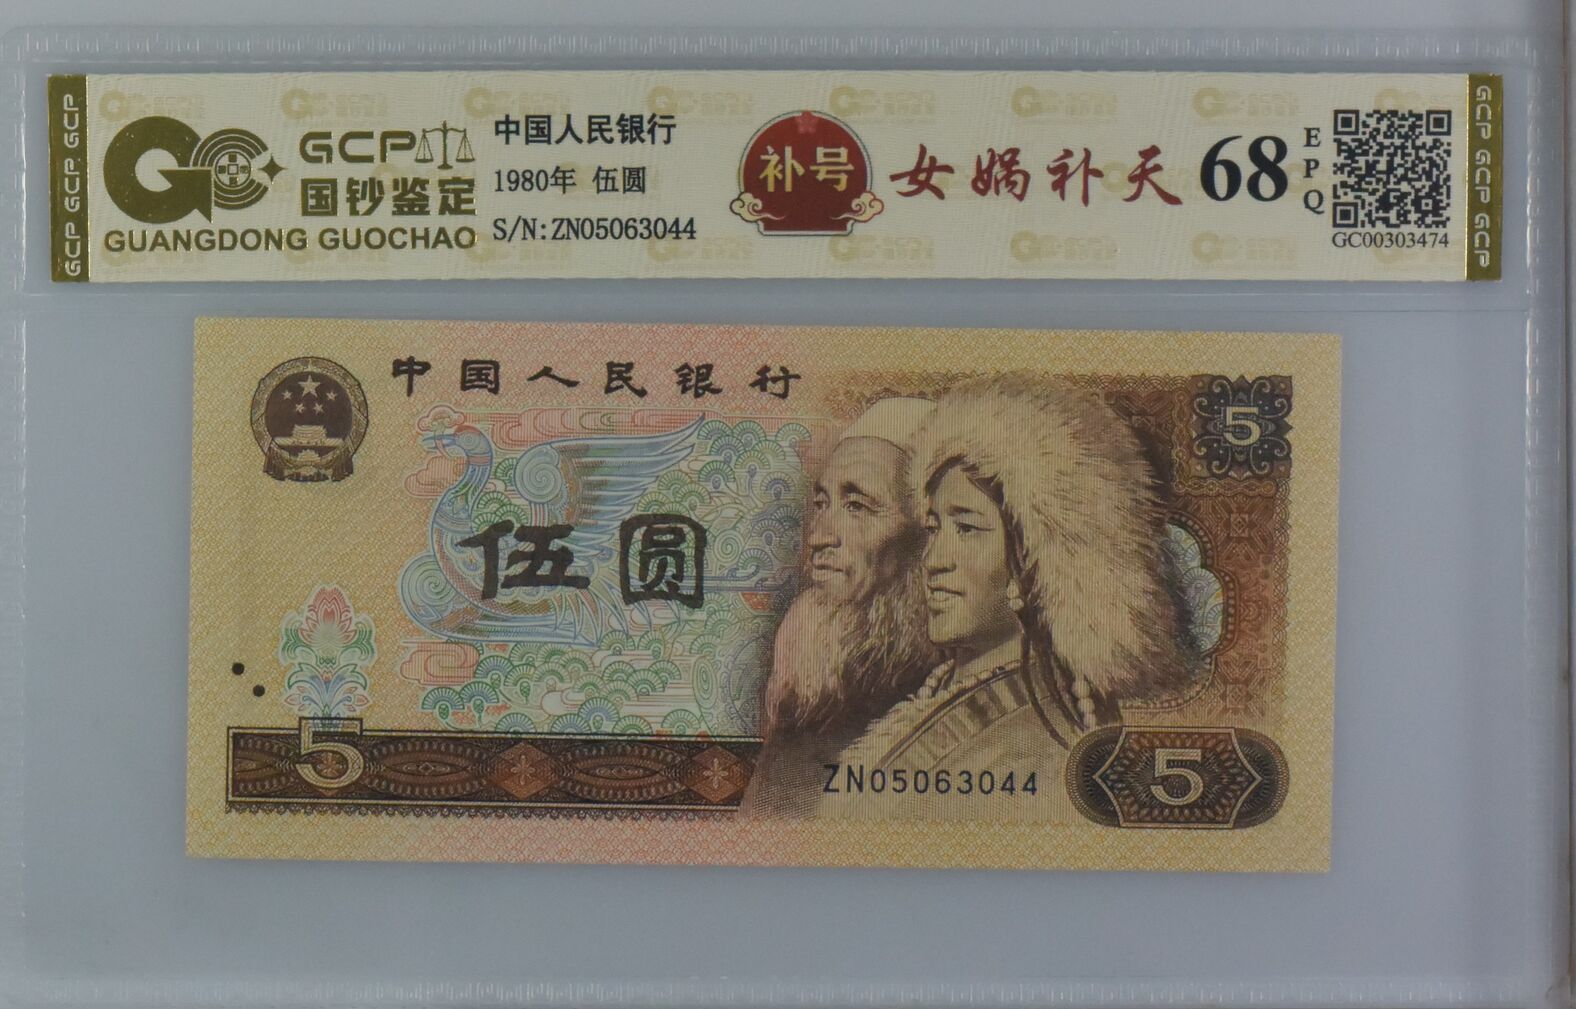 GCP GCP GCP
GCP
国钞鉴定
GUANGDONG GUOCHAO
中国人民银行
1980年 伍圆
S/N:ZN05063044
补号
女娲补天
68
EPQ
GC00303474
GCP GCP GCP
中国人民银行
5
伍圆
5
ZN05063044
5